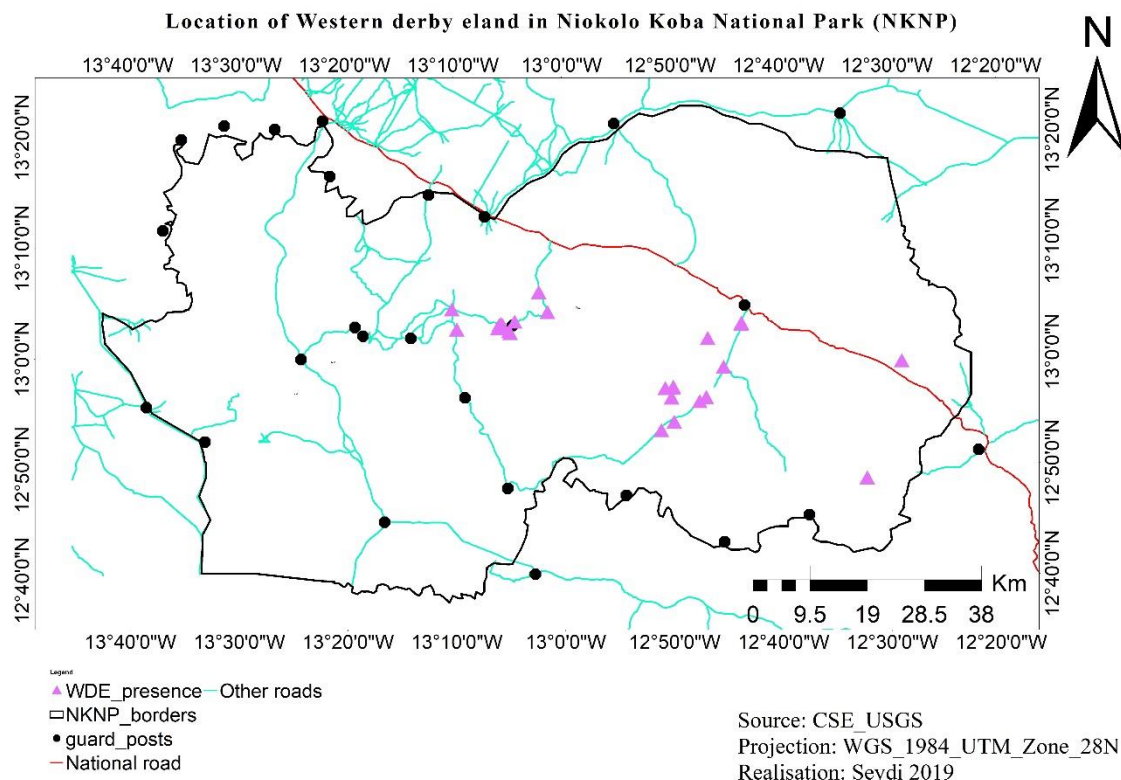 Location of Western derby eland in Niokolo Koba National Park (NKNP)
N
13°40'0"W 13°30'0"W 13°20'0"W 13°10'0"W 13°0'0"W 12°50'0"W 12°40'0"W 12°30'0"W 12°20'0"W
13°20'0"N
13°10'0"N
13°0'0"N
12°50'0"N
12°40'0"N
13°20'0"N
13°10'0"N
13°0'0"N
12°50'0"N
12°40'0"N
Km
0 9.5 19 28.5 38
13°40'0"W 13°30'0"W 13°20'0"W 13°10'0"W 13°0'0"W 12°50'0"W 12°40'0"W 12°30'0"W 12°20'0"W
Legend
WDE_presence Other roads
NKNP_borders
guard_posts
National road
Source: CSE_USGS
Projection: WGS_1984_UTM_Zone_28N
Realisation: Sevdi 2019